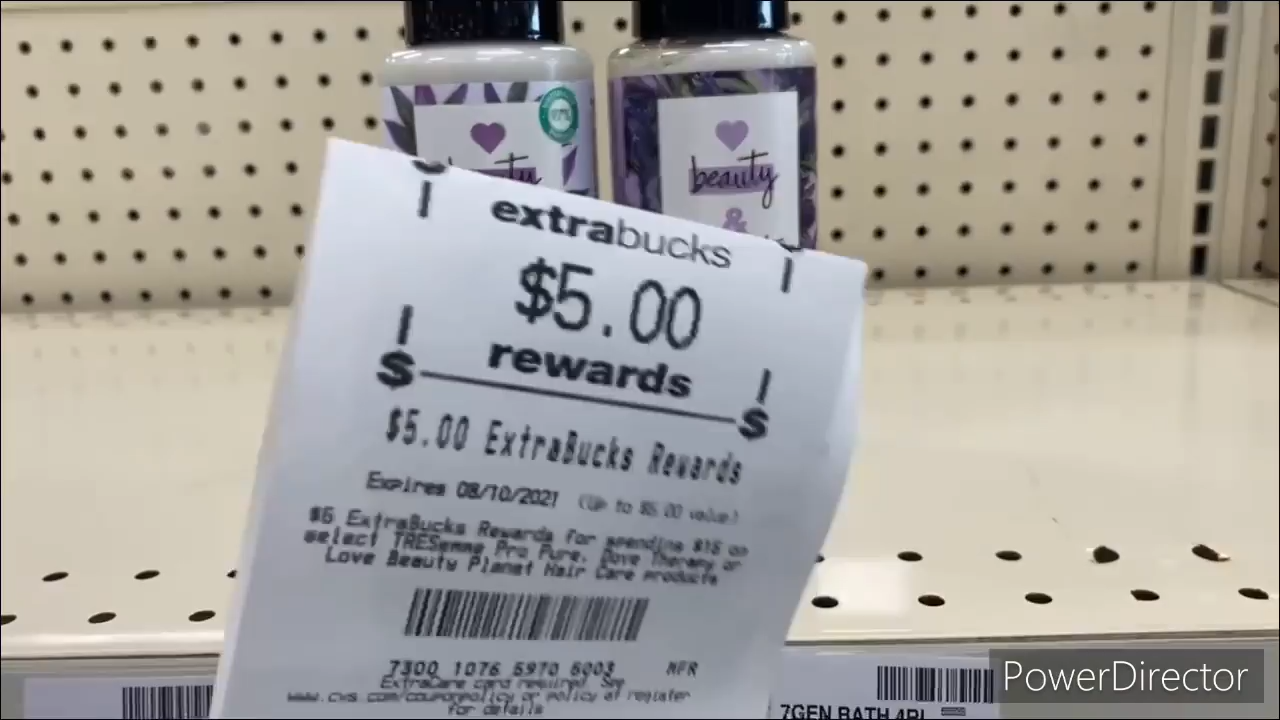 beauty
beauty
&
extrabucks
$5.00
rewards
$ $
$5.00 ExtraBucks Rewards
Expires 08/10/2021 (Up to $5.00 value)
$5 ExtraBucks Rewards for spending $15 on
select TRESemme Pro Pure, Dove Therapy or
Love Beauty Planet Hair Care products
7300 1076 5970 6003 MFR
ExtraCare card required. See
www.cvs.com/couponpolicy or policy at register
for details
7GEN BATH 4RL
PowerDirector